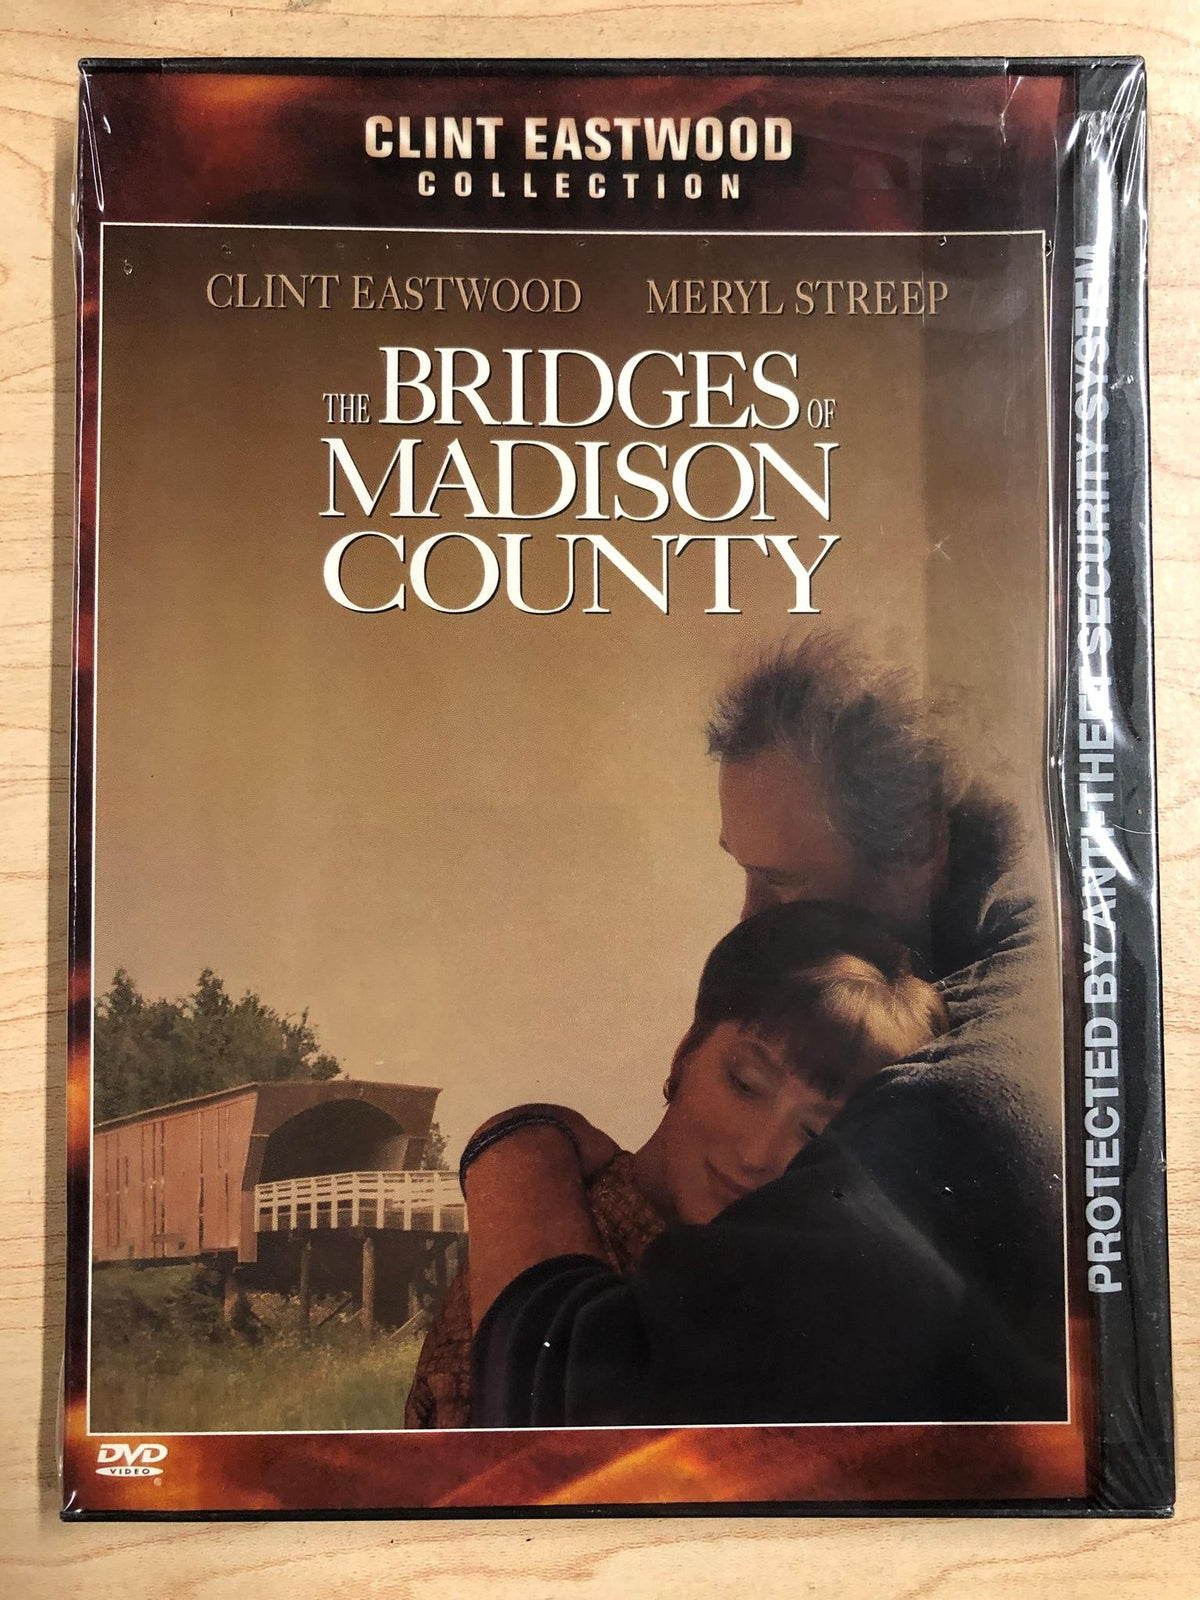 CLINT EASTWOOD
COLLECTION
CLINT EASTWOOD MERYL STREEP
THE BRIDGES OF
MADISON
COUNTY
DVD
VIDEO
PROTECTED BY ANTI-THEFT SECURITY SYSTEM